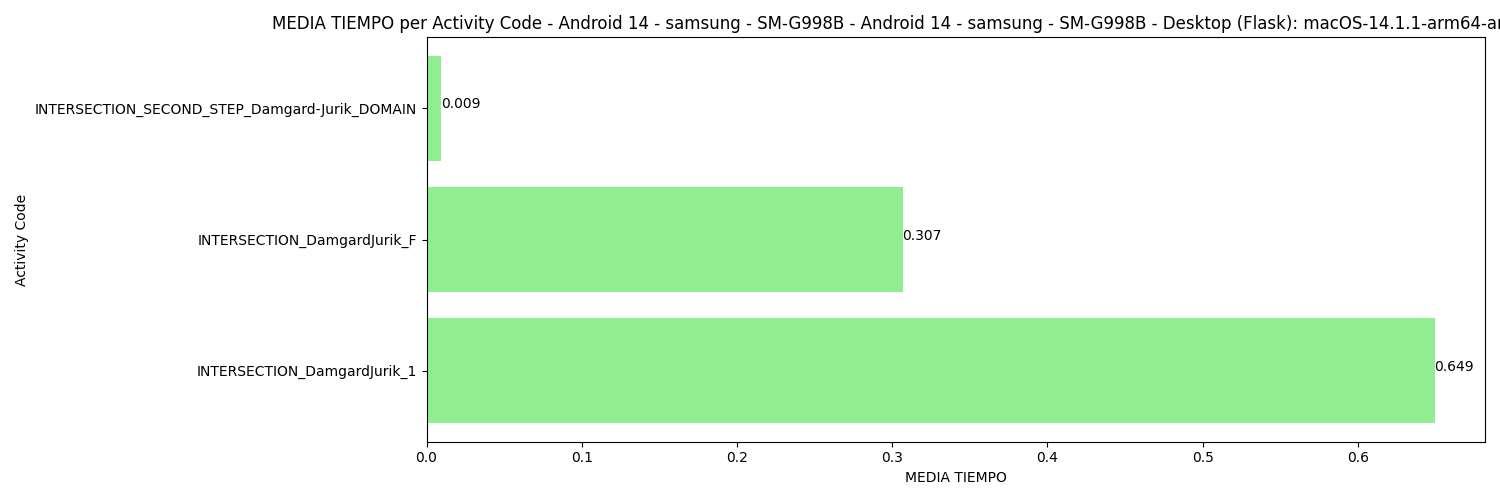 MEDIA TIEMPO per Activity Code - Android 14 - samsung - SM-G998B - Android 14 - samsung - SM-G998B - Desktop (Flask): macOS-14.1.1-arm64-
INTERSECTION_SECOND_STEP_Damgard-Jurik_DOMAIN
0.009
INTERSECTION_DamgardJurik_F
0.307
INTERSECTION_DamgardJurik_1
0.649
Activity Code
0.0 0.1 0.2 0.3 0.4 0.5 0.6
MEDIA TIEMPO